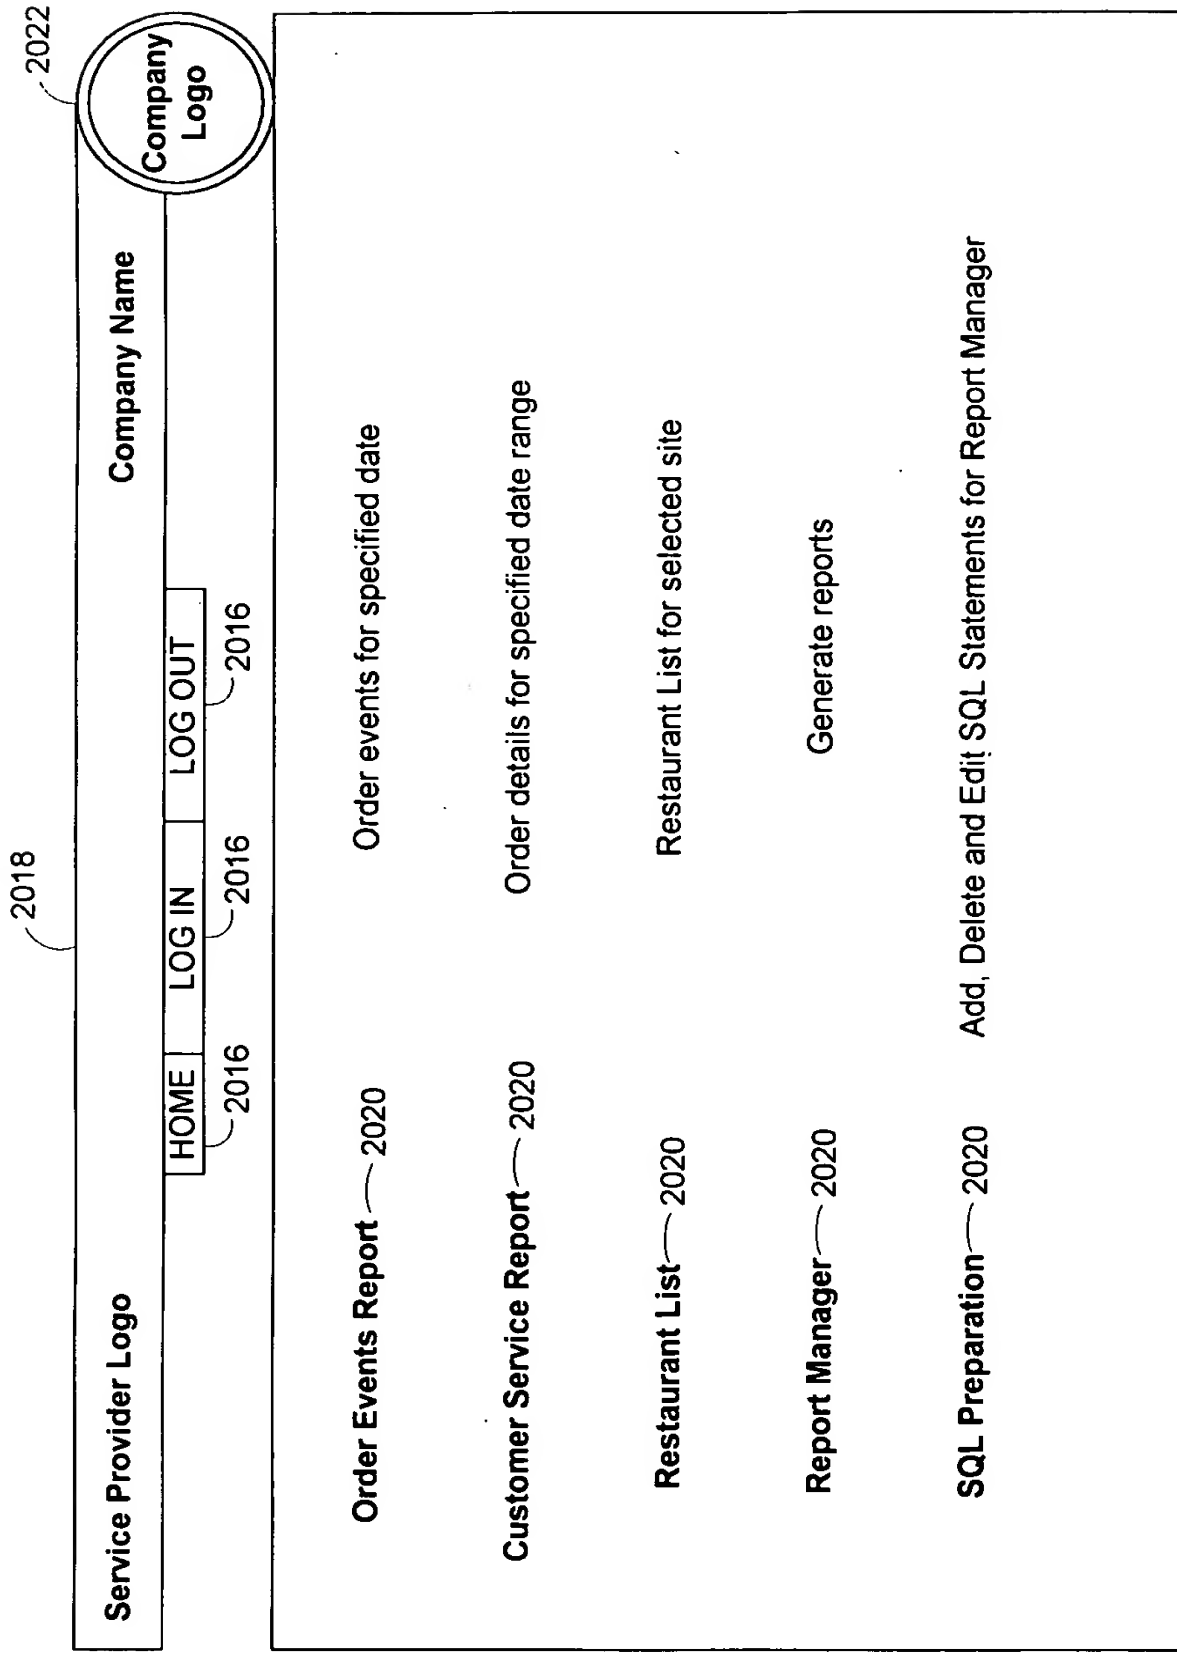 2018
2022
Service Provider Logo
Company Name
Company
Logo
HOME
LOG IN
LOG OUT
2016
2016
2016
Order Events Report
2020
Order events for specified date
Customer Service Report
2020
Order details for specified date range
Restaurant List
2020
Restaurant List for selected site
Report Manager
2020
Generate reports
SQL Preparation
2020
Add, Delete and Edit SQL Statements for Report Manager